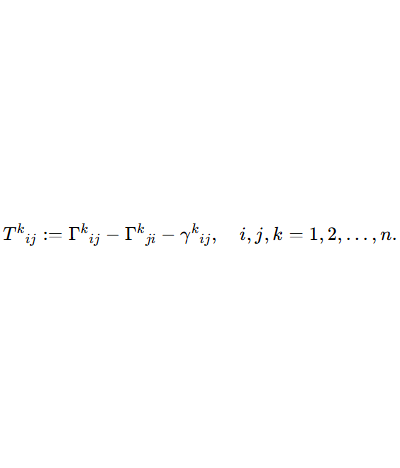 T^k_{ij} := Γ^k_{ij} − Γ^k_{ji} − γ^k_{ij}, i, j, k = 1, 2, …, n.